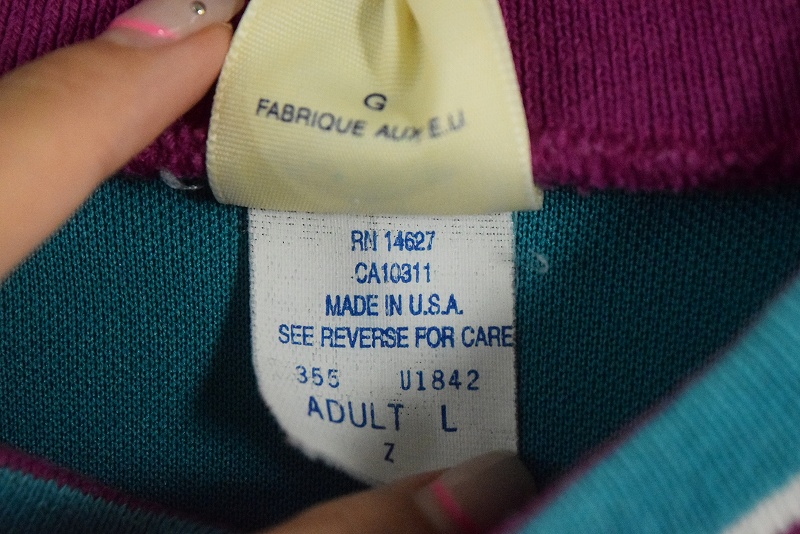 G
FABRIQUE AUX E.U
RN 14627
CA10311
MADE IN U.S.A.
SEE REVERSE FOR CARE
355 U1842
ADULT L
Z